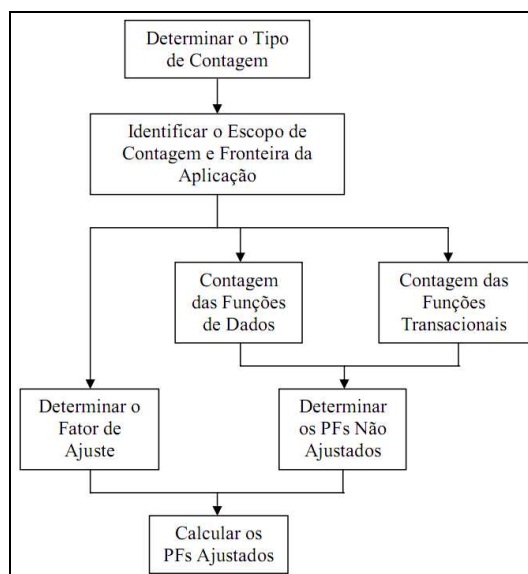 Determinar o Tipo
de Contagem
Identificar o Escopo de
Contagem e Fronteira da
Aplicação
Contagem
das Funções
de Dados
Contagem das
Funções
Transacionais
Determinar o
Fator de
Ajuste
Determinar
os PFs Não
Ajustados
Calcular os
PFs Ajustados